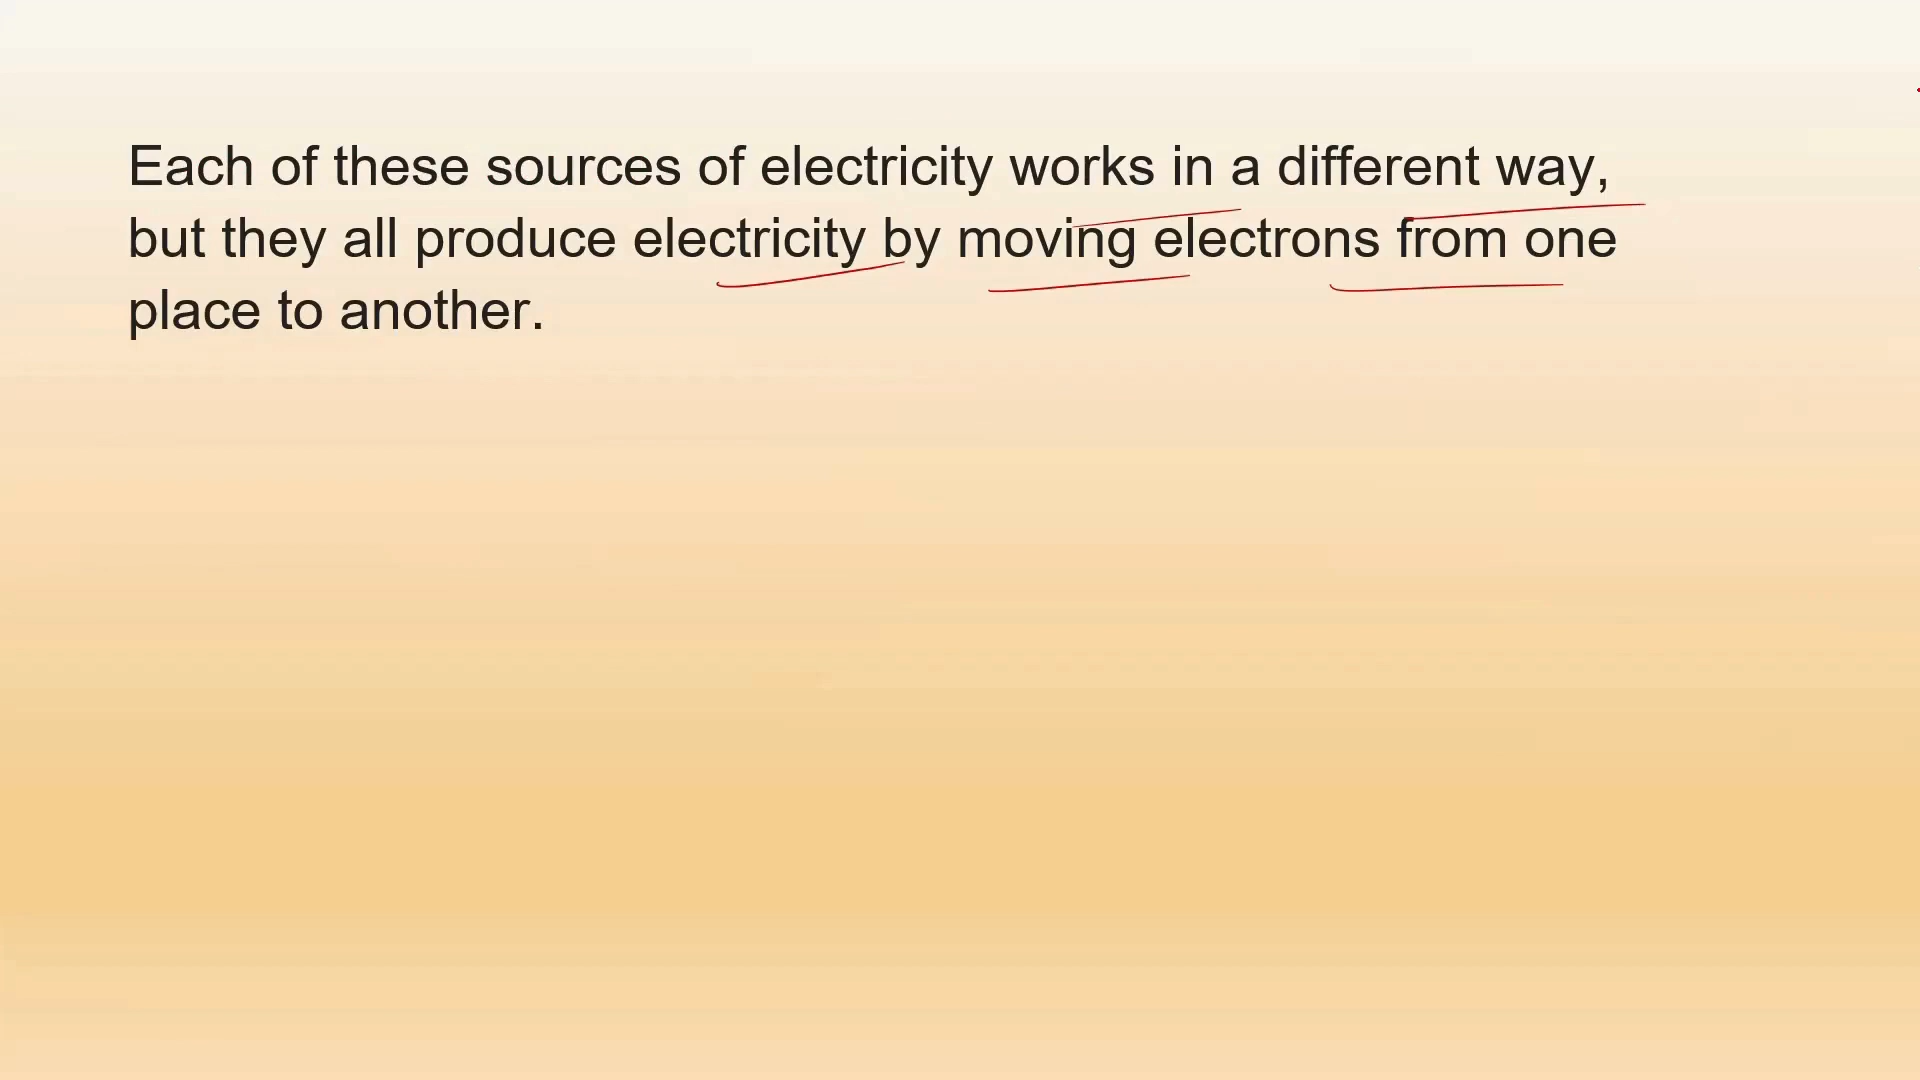 Each of these sources of electricity works in a different way,
but they all produce electricity by moving electrons from one
place to another.